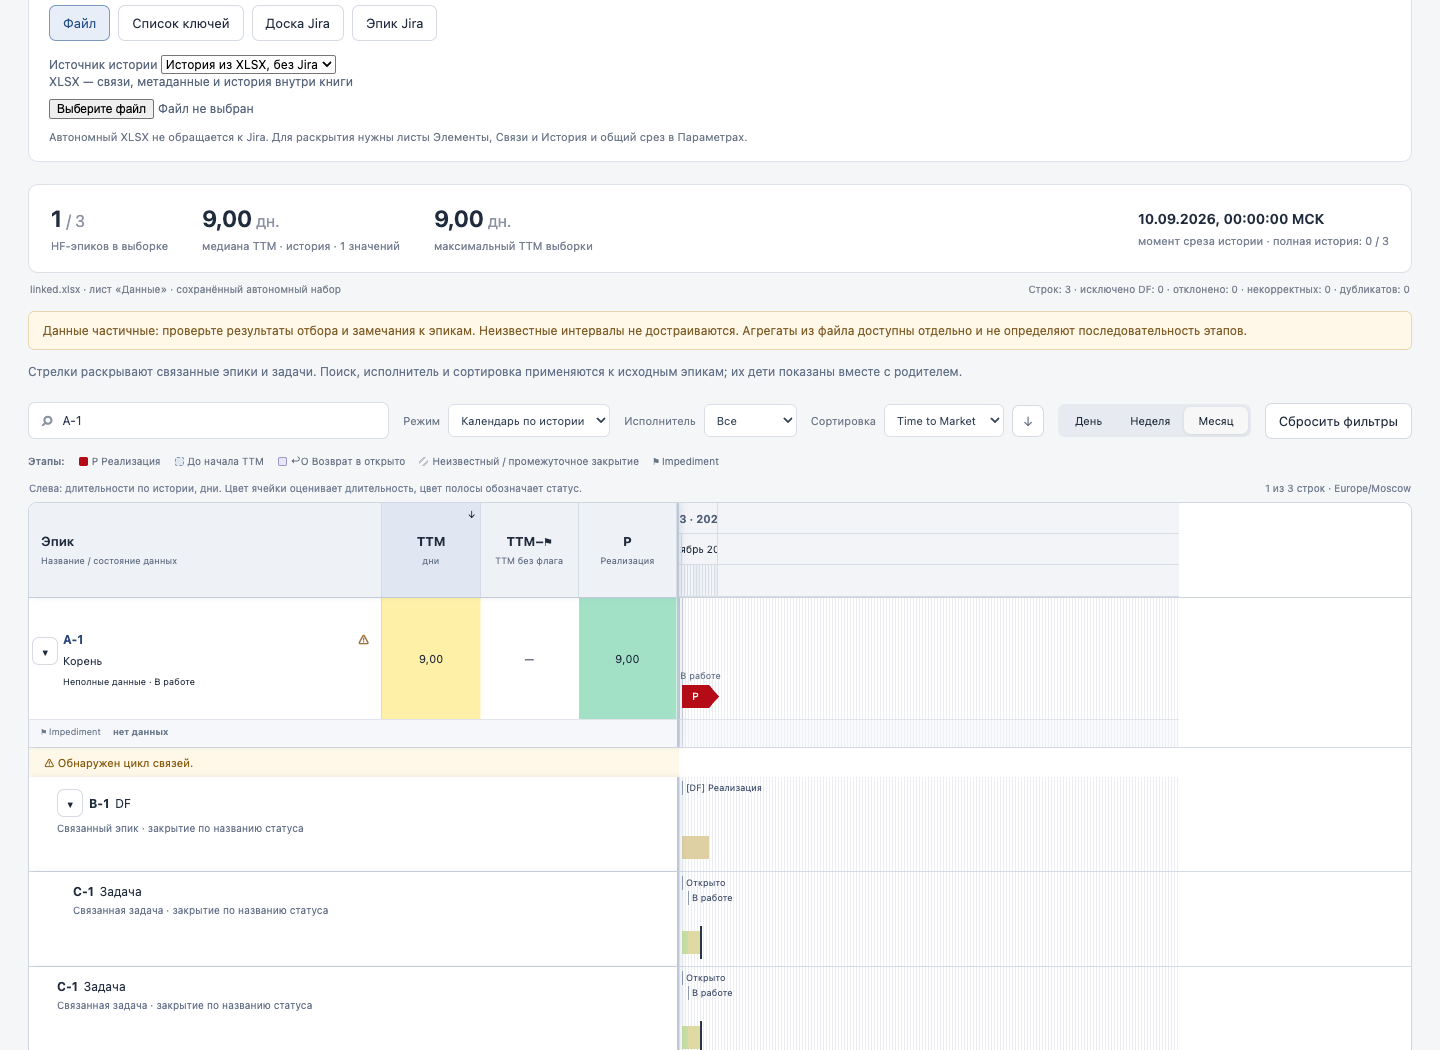 Файл Список ключей Доска Jira Эпик Jira
Источник истории История из XLSX, без Jira
XLSX — связи, метаданные и история внутри книги
Выберите файл Файл не выбран
Автономный XLSX не обращается к Jira. Для раскрытия нужны листы Элементы, Связи и История и общий срез в Параметрах.
1 / 3 9,00 дн. 9,00 дн. 10.09.2026, 00:00:00 МСК
HF-эпиков в выборке медиана ТТМ · история · 1 значений максимальный ТТМ выборки момент среза истории · полная история: 0 / 3
linked.xlsx · лист «Данные» · сохранённый автономный набор Строк: 3 · исключено DF: 0 · отклонено: 0 · некорректных: 0 · дубликатов: 0
Данные частичные: проверьте результаты отбора и замечания к эпикам. Неизвестные интервалы не достраиваются. Агрегаты из файла доступны отдельно и не определяют последовательность этапов.
Стрелки раскрывают связанные эпики и задачи. Поиск, исполнитель и сортировка применяются к исходным эпикам; их дети показаны вместе с родителем.
A-1 Режим Календарь по истории Исполнитель Все Сортировка Time to Market ↓ День Неделя Месяц Сбросить фильтры
Этапы: Р Реализация До начала ТТМ ↩О Возврат в открыто Неизвестный / промежуточное закрытие ⚑ Impediment
Слева: длительности по истории, дни. Цвет ячейки оценивает длительность, цвет полосы обозначает статус. 1 из 3 строк · Europe/Moscow
↓ 3 · 202
Эпик ТТМ ТТМ−⚑ Р ябрь 20
Название / состояние данных дни ТТМ без флага Реализация
A-1 ⚠
▼ Корень 9,00 — 9,00
Неполные данные · В работе В работе
Р
⚑ Impediment нет данных
⚠ Обнаружен цикл связей.
▼ B-1 DF [DF] Реализация
Связанный эпик · закрытие по названию статуса
C-1 Задача Открыто
Связанная задача · закрытие по названию статуса В работе
C-1 Задача Открыто
Связанная задача · закрытие по названию статуса В работе